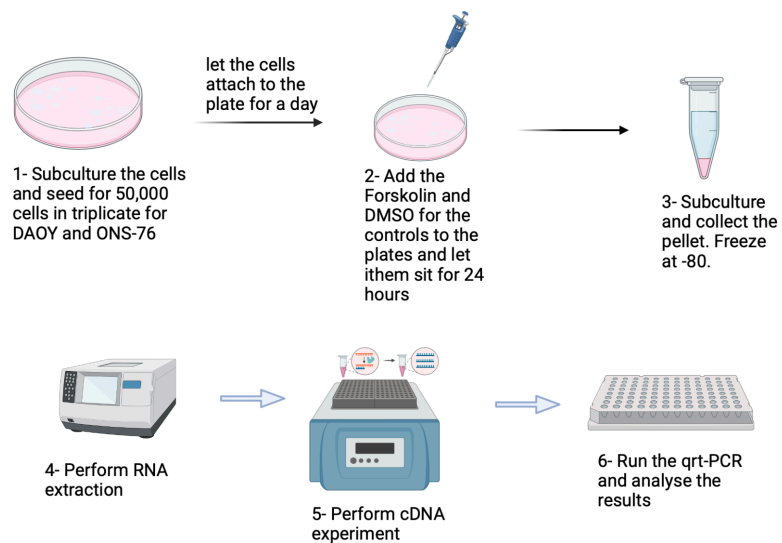 let the cells
attach to the
plate for a day
1- Subculture the cells
and seed for 50,000
cells in triplicate for
DAOY and ONS-76
2- Add the
Forskolin and
DMSO for the
controls to the
plates and let
ithem sit for 24
hours
3- Subculture
and collect the
pellet. Freeze
at -80.
4- Perform RNA
extraction
5- Perform cDNA
experiment
6- Run the qrt-PCR
and analyse the
results